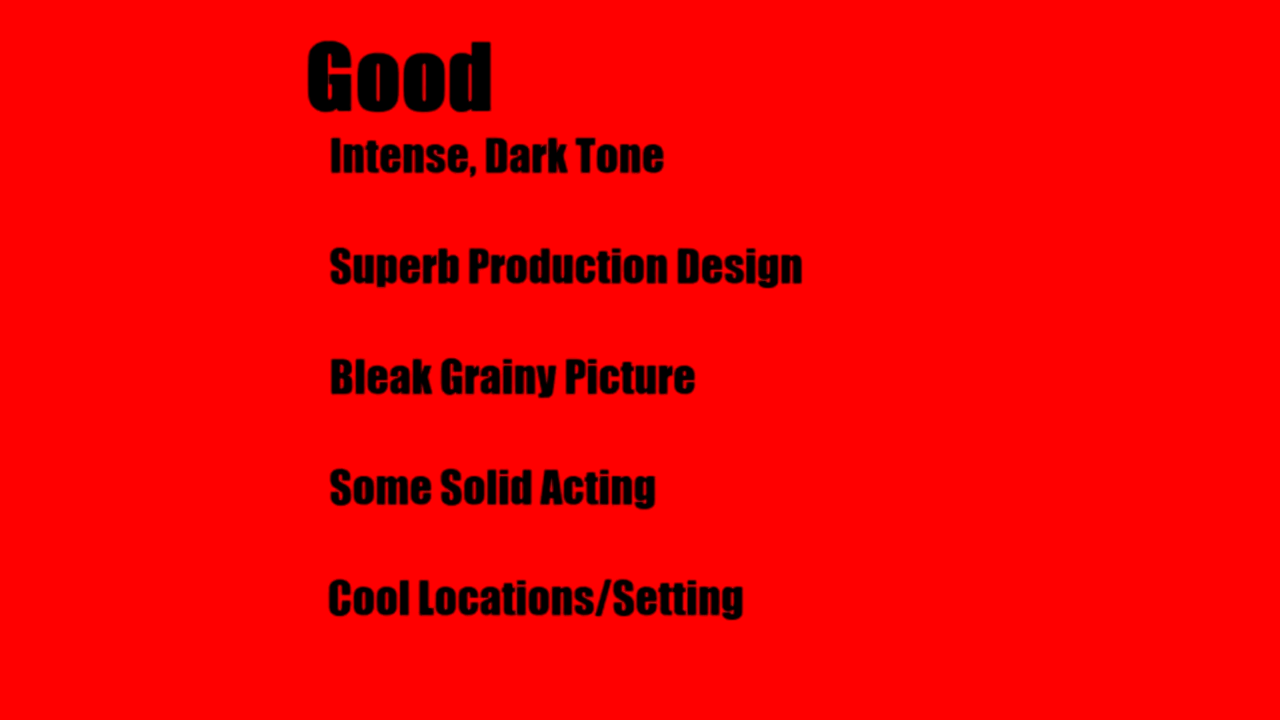 Good
Intense, Dark Tone
Superb Production Design
Bleak Grainy Picture
Some Solid Acting
Cool Locations/Setting